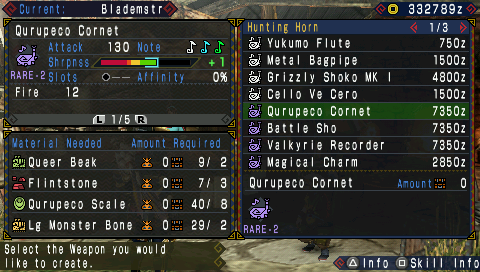 Current: Blademstr
332789z
Qurupeco Cornet
Attack 130 Note
Shrpnss +1
RARE-2 Slots Affinity 0%
Fire 12
L 1/5 R
Material Needed Amount Required
Queer Beak 0 9/ 2
Flintstone 0 7/ 3
Qurupeco Scale 0 40/ 8
Lg Monster Bone 0 29/ 2
Select the Weapon you would
like to create.
Hunting Horn 1/3
Yukumo Flute 750z
Metal Bagpipe 1500z
Grizzly Shoko MK I 4800z
Cello Ve Cero 1500z
Qurupeco Cornet 7350z
Battle Sho 7350z
Valkyrie Recorder 7350z
Magical Charm 2850z
Qurupeco Cornet Amount 0
RARE-2
Info Skill Info